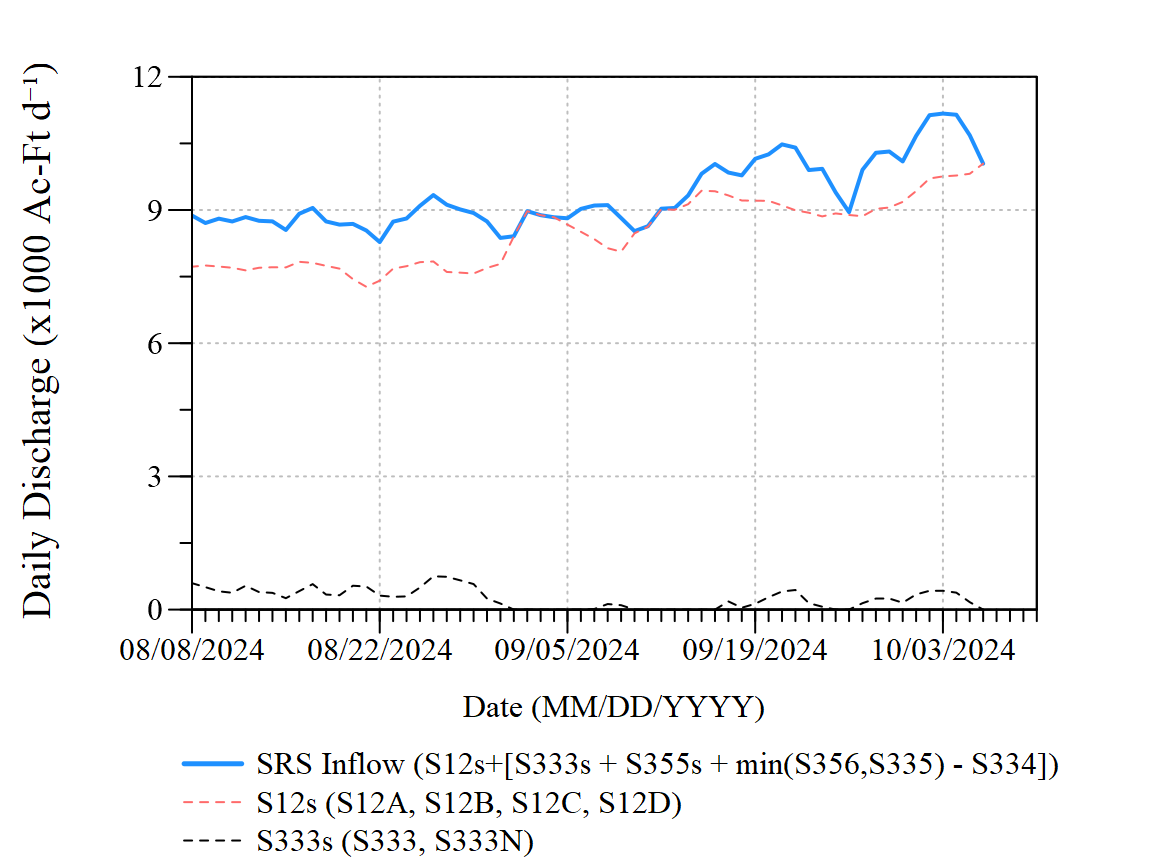 Daily Discharge (x1000 Ac-Ft d⁻¹)
12
9
6
3
0
08/08/2024 08/22/2024 09/05/2024 09/19/2024 10/03/2024
Date (MM/DD/YYYY)
SRS Inflow (S12s+[S333s + S355s + min(S356,S335) - S334])
S12s (S12A, S12B, S12C, S12D)
S333s (S333, S333N)